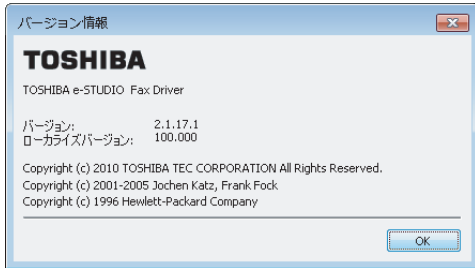 バージョン情報
TOSHIBA
TOSHIBA e-STUDIO Fax Driver
バージョン: 2.1.17.1
ローカライズバージョン: 100.000
Copyright (c) 2010 TOSHIBA TEC CORPORATION All Rights Reserved.
Copyright (c) 2001-2005 Jochen Katz, Frank Fock
Copyright (c) 1996 Hewlett-Packard Company
OK